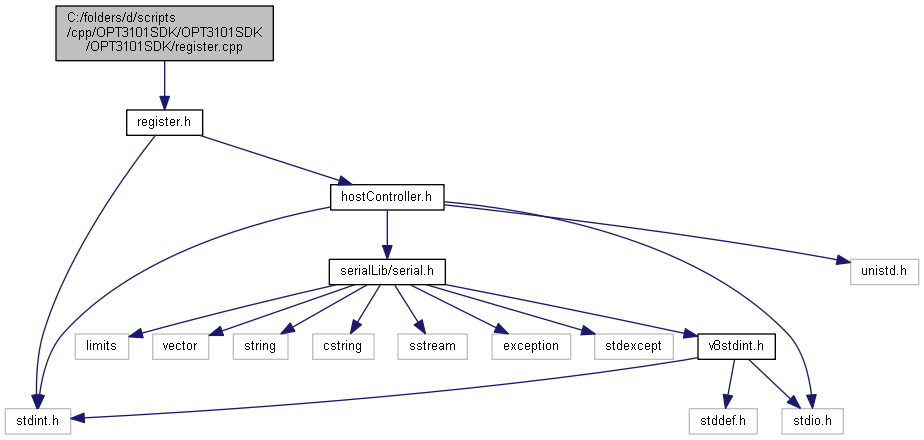 C:/folders/d/scripts
/cpp/OPT3101SDK/OPT3101SDK
/OPT3101SDK/register.cpp
register.h
hostController.h
serialLib/serial.h
unistd.h
limits
vector
string
cstring
sstream
exception
stdexcept
v8stdint.h
stdint.h
stddef.h
stdio.h